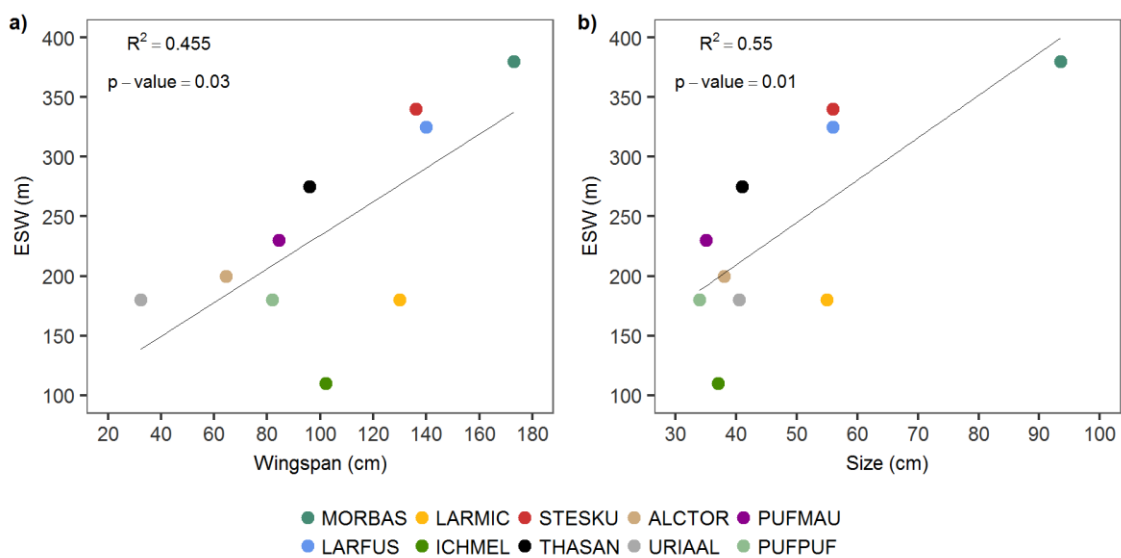 a)
R² = 0.455
p − value = 0.03
400
350
300
250
200
150
100
ESW (m)
20 40 60 80 100 120 140 160 180
Wingspan (cm)
b)
R² = 0.55
p − value = 0.01
400
350
300
250
200
150
100
ESW (m)
30 40 50 60 70 80 90 100
Size (cm)
MORBAS LARMIC STESKU ALCTOR PUFMAU
LARFUS ICHMEL THASAN URIAAL PUFPUF